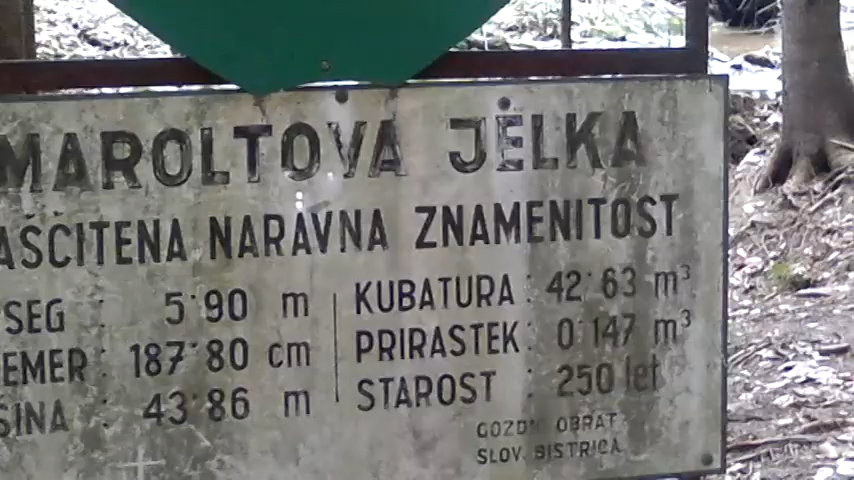 MAROLTOVA JELKA
AŠČITENA NARAVNA ZNAMENITOST
SEG : 5·90 m
EMER : 187·80 cm
ŠINA : 43·86 m
KUBATURA : 42·63 m³
PRIRASTEK : 0·147 m³
STAROST : 250 let
GOZDNI OBRAT
SLOV. BISTRICA